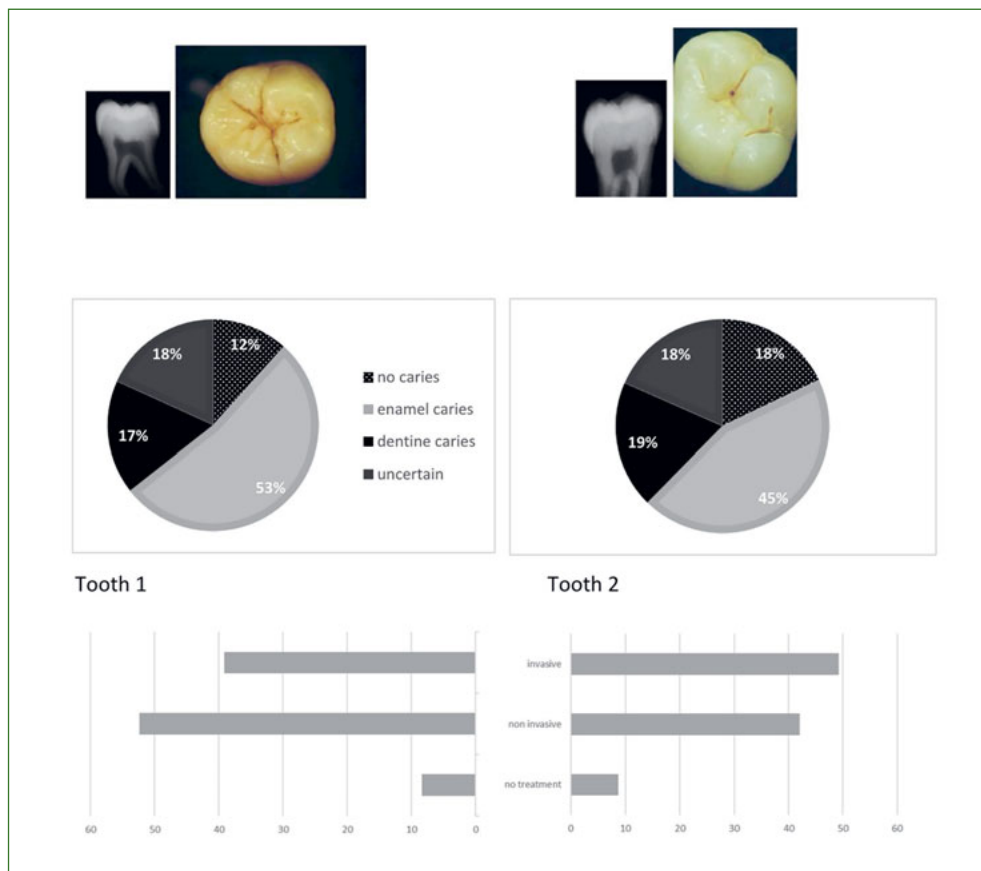 12%
18%
17%
53%
no caries
enamel caries
dentine caries
uncertain
18%
18%
19%
45%
Tooth 1
Tooth 2
60 50 40 30 20 10 0
invasive
non invasive
no treatment
0 10 20 30 40 50 60